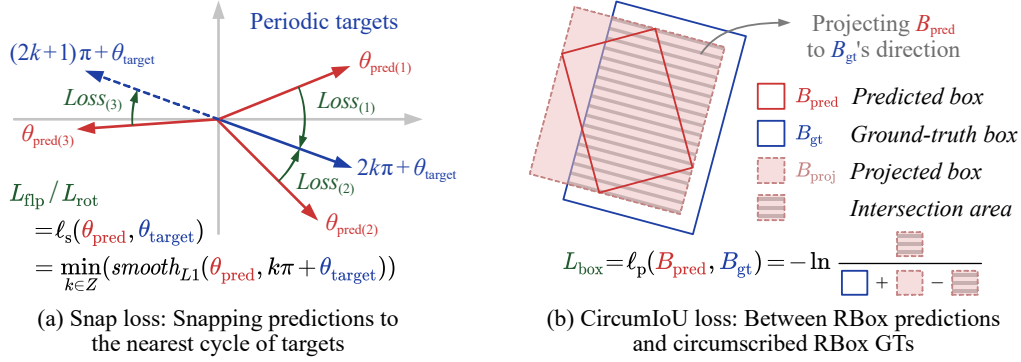 Periodic targets
(2k+1)π+θtarget
θpred(1)
Loss(3)
Loss(1)
θpred(3)
Loss(2)
2kπ+θtarget
θpred(2)
Lflp / Lrot
=ℓs(θpred, θtarget)
=min(smoothL1(θpred, kπ+θtarget))
k∈Z
(a) Snap loss: Snapping predictions to
the nearest cycle of targets
Projecting Bpred
to Bgt's direction
Bpred Predicted box
Bgt Ground-truth box
Bproj Projected box
Intersection area
Lbox=ℓp(Bpred, Bgt)=−ln
+ −
(b) CircumIoU loss: Between RBox predictions
and circumscribed RBox GTs